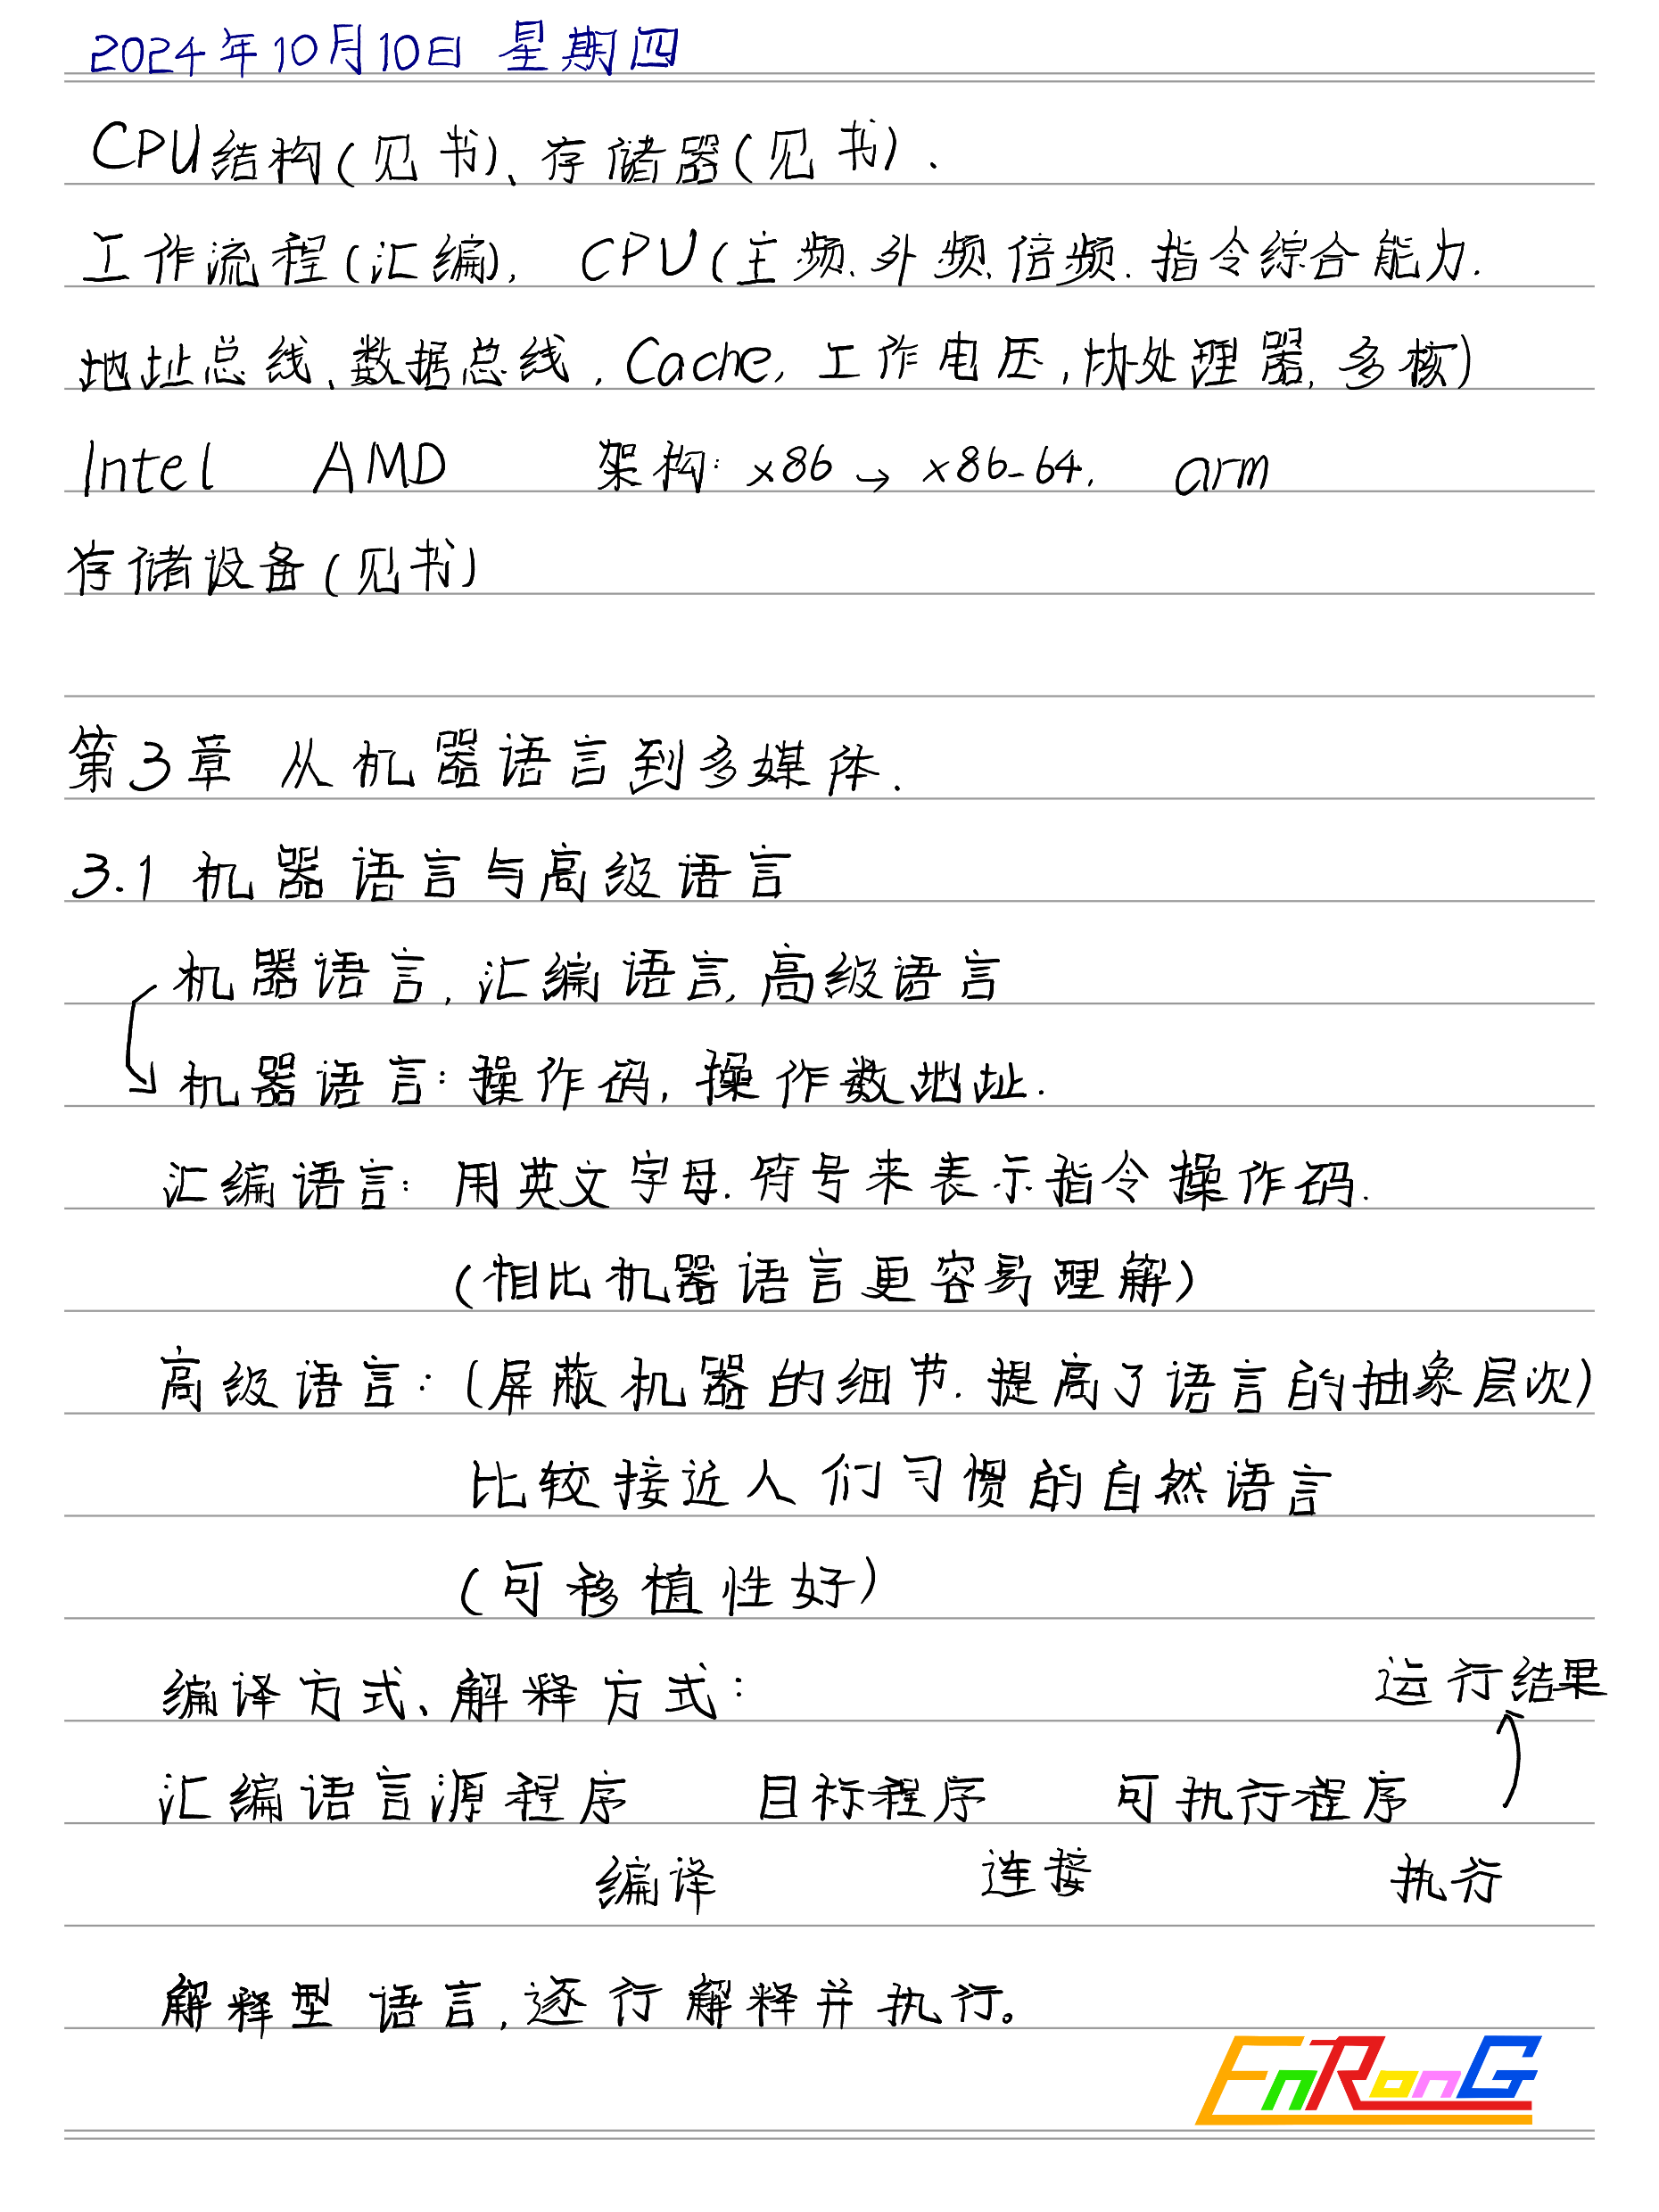 2024年10月10日 星期四
CPU结构(见书)、存储器(见书).
工作流程(汇编), CPU(主频、外频、倍频. 指令综合能力.
地址总线、数据总线, Cache, 工作电压, 协处理器, 多核)
Intel AMD 架构: x86 → x86-64. arm
存储设备(见书)
第3章 从机器语言到多媒体.
3.1 机器语言与高级语言
机器语言, 汇编语言, 高级语言
机器语言: 操作码, 操作数地址.
汇编语言: 用英文字母. 符号来表示指令操作码.
(相比机器语言更容易理解)
高级语言: (屏蔽机器的细节. 提高了语言的抽象层次)
比较接近人们习惯的自然语言
(可移植性好)
编译方式、解释方式: 运行结果
汇编语言源程序 目标程序 可执行程序
编译 连接 执行
解释型语言, 逐行解释并执行。
EnRonG